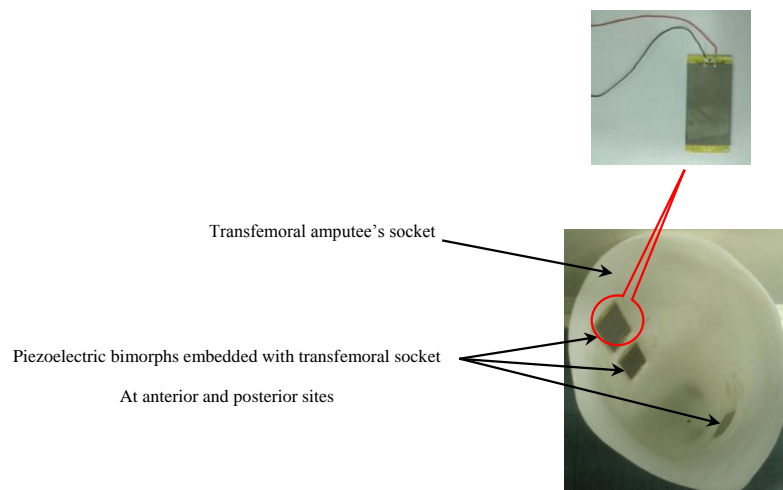 Transfemoral amputee's socket
Piezoelectric bimorphs embedded with transfemoral socket
At anterior and posterior sites